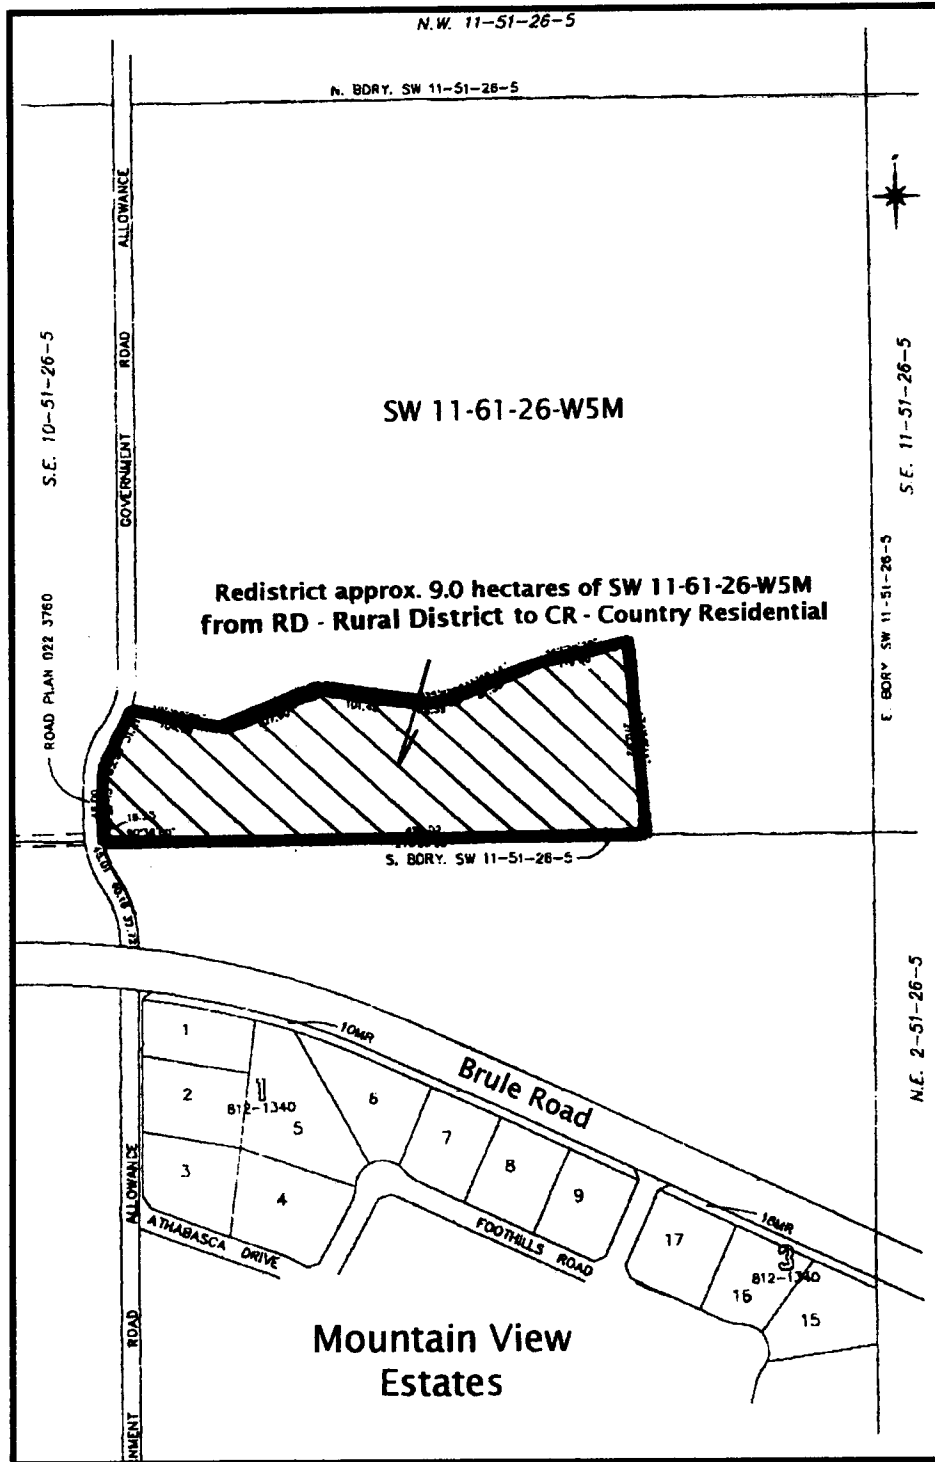 N.W. 11-51-26-5
N. BDRY. SW 11-51-26-5
GOVERNMENT ROAD ALLOWANCE
S.E. 10-51-26-5
S.E. 11-51-26-5
SW 11-61-26-W5M
E. BDRY SW 11-51-26-5
Redistrict approx. 9.0 hectares of SW 11-61-26-W5M
from RD - Rural District to CR - Country Residential
ROAD PLAN 022 3760
S. BDRY. SW 11-51-26-5
N.E. 2-51-26-5
10MR
Brule Road
1
2
3
4
5
6
7
8
9
1
812-1340
ATHABASCA DRIVE
FOOTHILLS ROAD
18MR
17
16
15
3
812-1340
ALLOWANCE
ROAD
NMENT
Mountain View
Estates